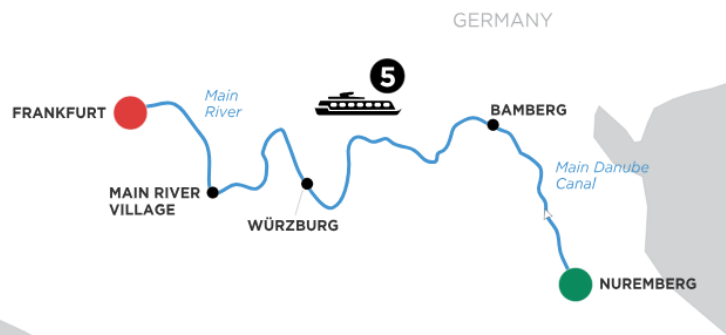 GERMANY
5
Main
River
FRANKFURT
BAMBERG
Main Danube
Canal
MAIN RIVER
VILLAGE
WÜRZBURG
NUREMBERG